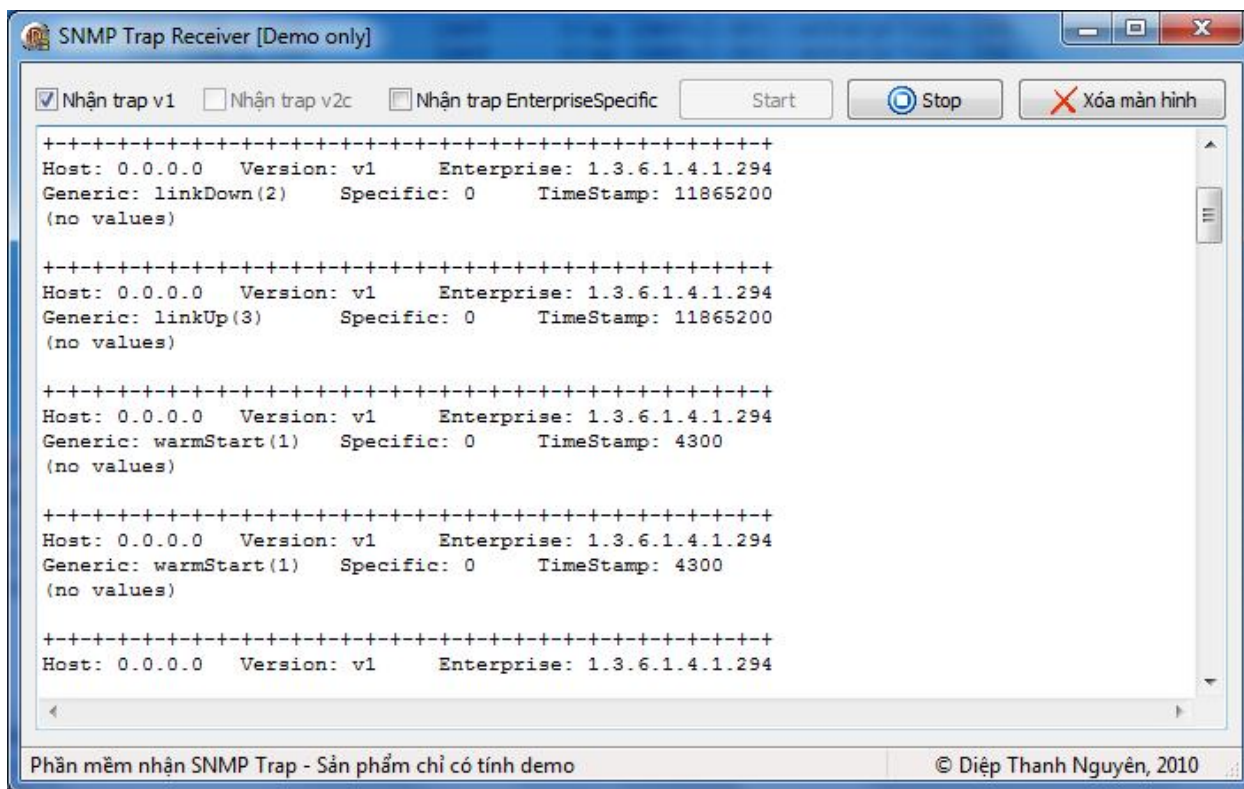 SNMP Trap Receiver [Demo only]
Nhận trap v1 Nhận trap v2c Nhận trap EnterpriseSpecific Start Stop Xóa màn hình
+-+-+-+-+-+-+-+-+-+-+-+-+-+-+-+-+-+-+-+-+-+-+-+-+-+-+-+-+-+
Host: 0.0.0.0 Version: v1 Enterprise: 1.3.6.1.4.1.294
Generic: linkDown(2) Specific: 0 TimeStamp: 11865200
(no values)
+-+-+-+-+-+-+-+-+-+-+-+-+-+-+-+-+-+-+-+-+-+-+-+-+-+-+-+-+-+
Host: 0.0.0.0 Version: v1 Enterprise: 1.3.6.1.4.1.294
Generic: linkUp(3) Specific: 0 TimeStamp: 11865200
(no values)
+-+-+-+-+-+-+-+-+-+-+-+-+-+-+-+-+-+-+-+-+-+-+-+-+-+-+-+-+-+
Host: 0.0.0.0 Version: v1 Enterprise: 1.3.6.1.4.1.294
Generic: warmStart(1) Specific: 0 TimeStamp: 4300
(no values)
+-+-+-+-+-+-+-+-+-+-+-+-+-+-+-+-+-+-+-+-+-+-+-+-+-+-+-+-+-+
Host: 0.0.0.0 Version: v1 Enterprise: 1.3.6.1.4.1.294
Generic: warmStart(1) Specific: 0 TimeStamp: 4300
(no values)
+-+-+-+-+-+-+-+-+-+-+-+-+-+-+-+-+-+-+-+-+-+-+-+-+-+-+-+-+-+
Host: 0.0.0.0 Version: v1 Enterprise: 1.3.6.1.4.1.294
Phần mềm nhận SNMP Trap - Sản phẩm chỉ có tính demo © Diệp Thanh Nguyên, 2010